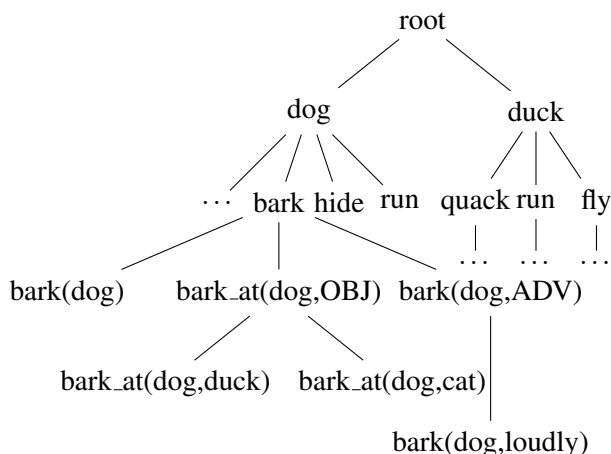 root
dog duck
... bark hide run quack run fly
... ... ...
bark(dog) bark_at(dog,OBJ) bark(dog,ADV)
bark_at(dog,duck) bark_at(dog,cat)
bark(dog,loudly)